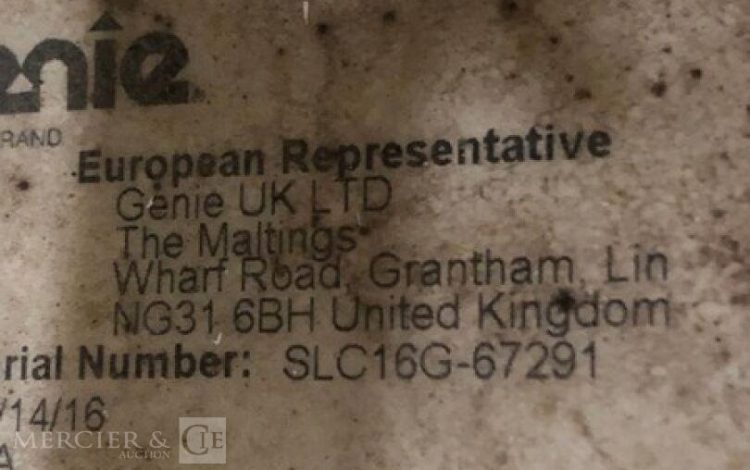 enie
RAND
European Representative
Genie UK LTD
The Maltings
Wharf Road, Grantham, Lin
NG31 6BH United Kingdom
rial Number: SLC16G-67291
/14/16
A
MERCIER & CIE
AUCTION